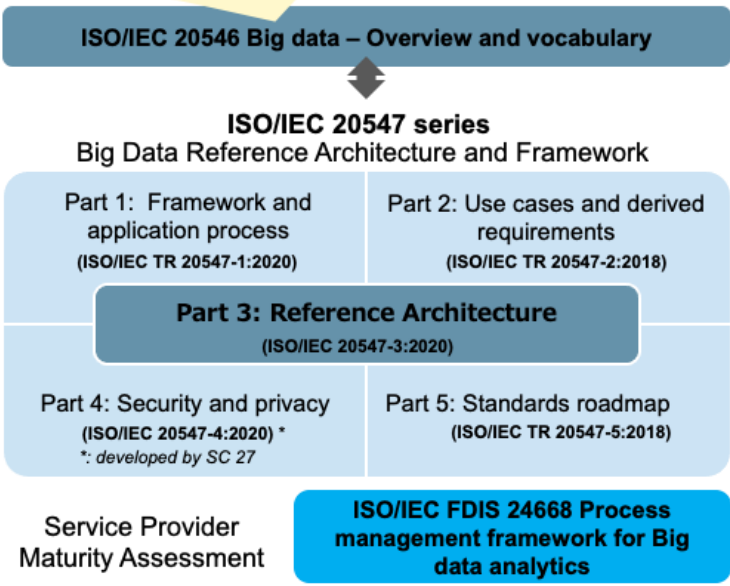 ISO/IEC 20546 Big data – Overview and vocabulary
ISO/IEC 20547 series
Big Data Reference Architecture and Framework
Part 1:  Framework and
application process
(ISO/IEC TR 20547-1:2020)
Part 2: Use cases and derived
requirements
(ISO/IEC TR 20547-2:2018)
Part 3: Reference Architecture
(ISO/IEC 20547-3:2020)
Part 4: Security and privacy
(ISO/IEC 20547-4:2020) *
*: developed by SC 27
Part 5: Standards roadmap
(ISO/IEC TR 20547-5:2018)
Service Provider
Maturity Assessment
ISO/IEC FDIS 24668 Process
management framework for Big
data analytics